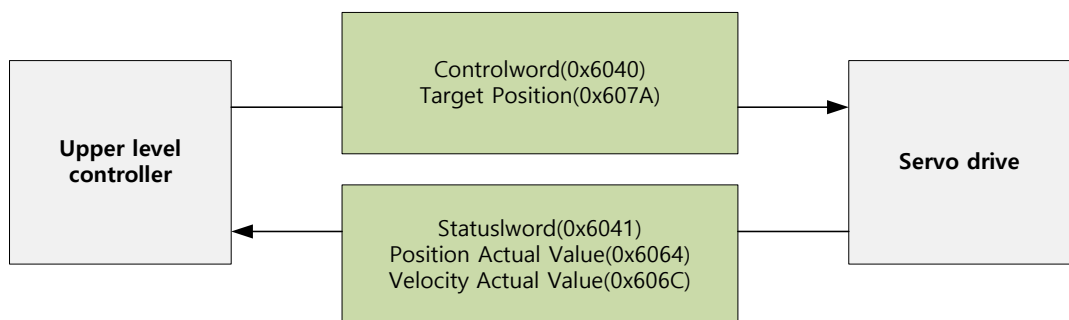 Controlword(0x6040)
Target Position(0x607A)
Upper level
controller
Servo drive
Statuslword(0x6041)
Position Actual Value(0x6064)
Velocity Actual Value(0x606C)